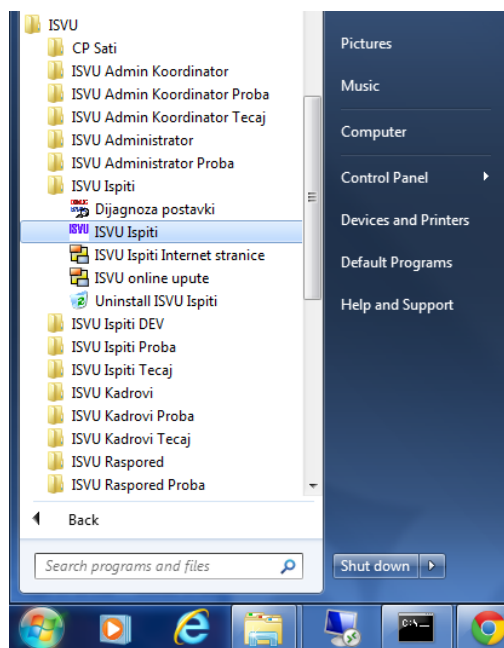 ISVU
CP Sati
ISVU Admin Koordinator
ISVU Admin Koordinator Proba
ISVU Admin Koordinator Tecaj
ISVU Administrator
ISVU Administrator Proba
ISVU Ispiti
Dijagnoza postavki
ISVU Ispiti
ISVU Ispiti Internet stranice
ISVU online upute
Uninstall ISVU Ispiti
ISVU Ispiti DEV
ISVU Ispiti Proba
ISVU Ispiti Tecaj
ISVU Kadrovi
ISVU Kadrovi Proba
ISVU Kadrovi Tecaj
ISVU Raspored
ISVU Raspored Proba
Back
Search programs and files
Pictures
Music
Computer
Control Panel
Devices and Printers
Default Programs
Help and Support
Shut down
ISVU
C:\_